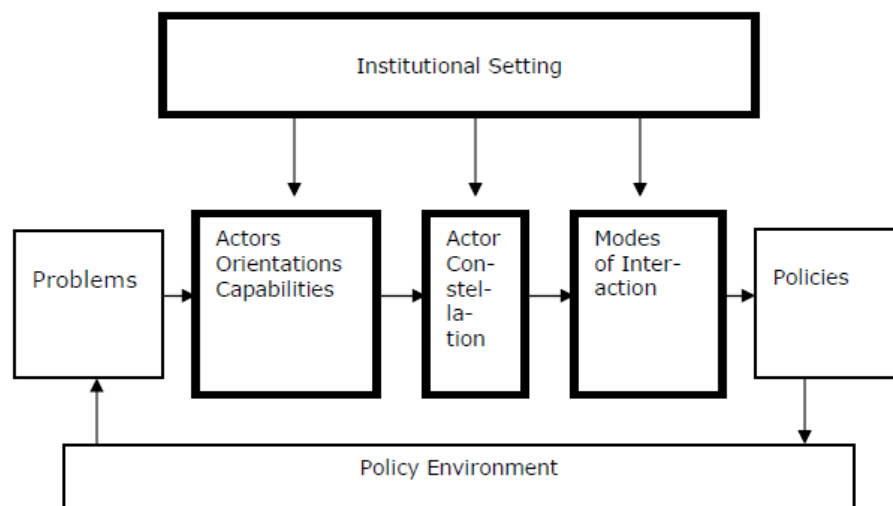 Institutional Setting
Problems
Actors
Orientations
Capabilities
Actor
Con-
stel-
la-
tion
Modes
of Inter-
action
Policies
Policy Environment